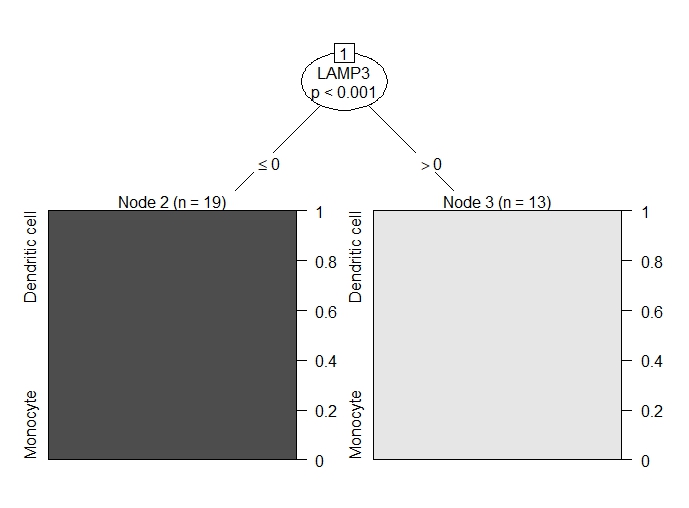 1
LAMP3
p < 0.001
≤ 0
> 0
Node 2 (n = 19)
Dendritic cell
Monocyte
1
0.8
0.6
0.4
0.2
0
Node 3 (n = 13)
Dendritic cell
Monocyte
1
0.8
0.6
0.4
0.2
0